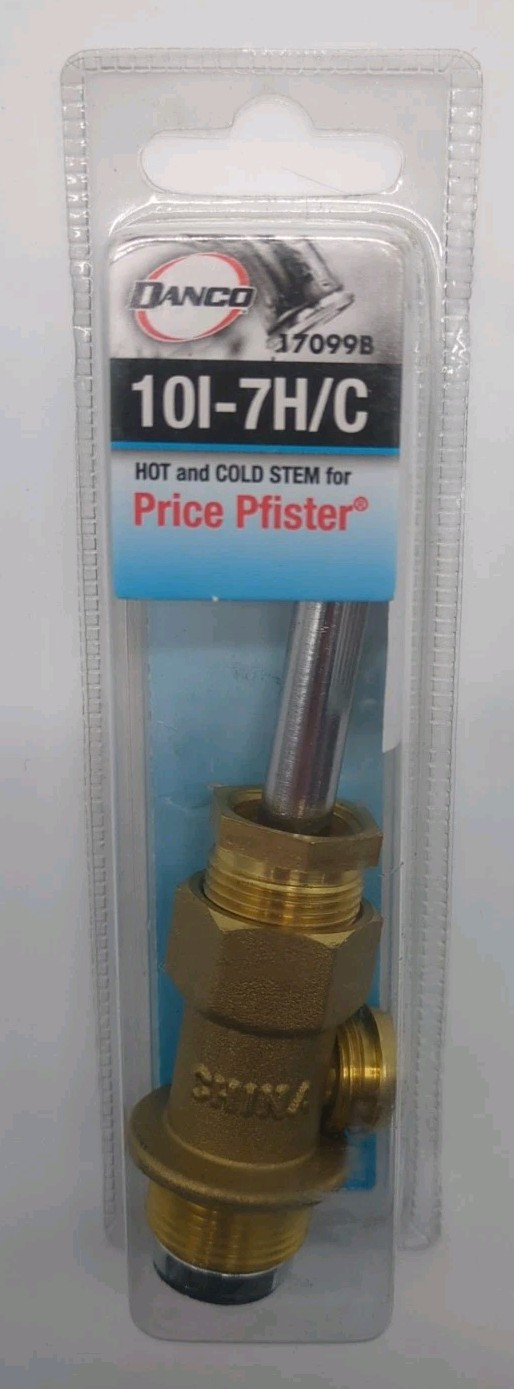 DANCO
17099B
10I-7H/C
HOT and COLD STEM for
Price Pfister®
CHINA